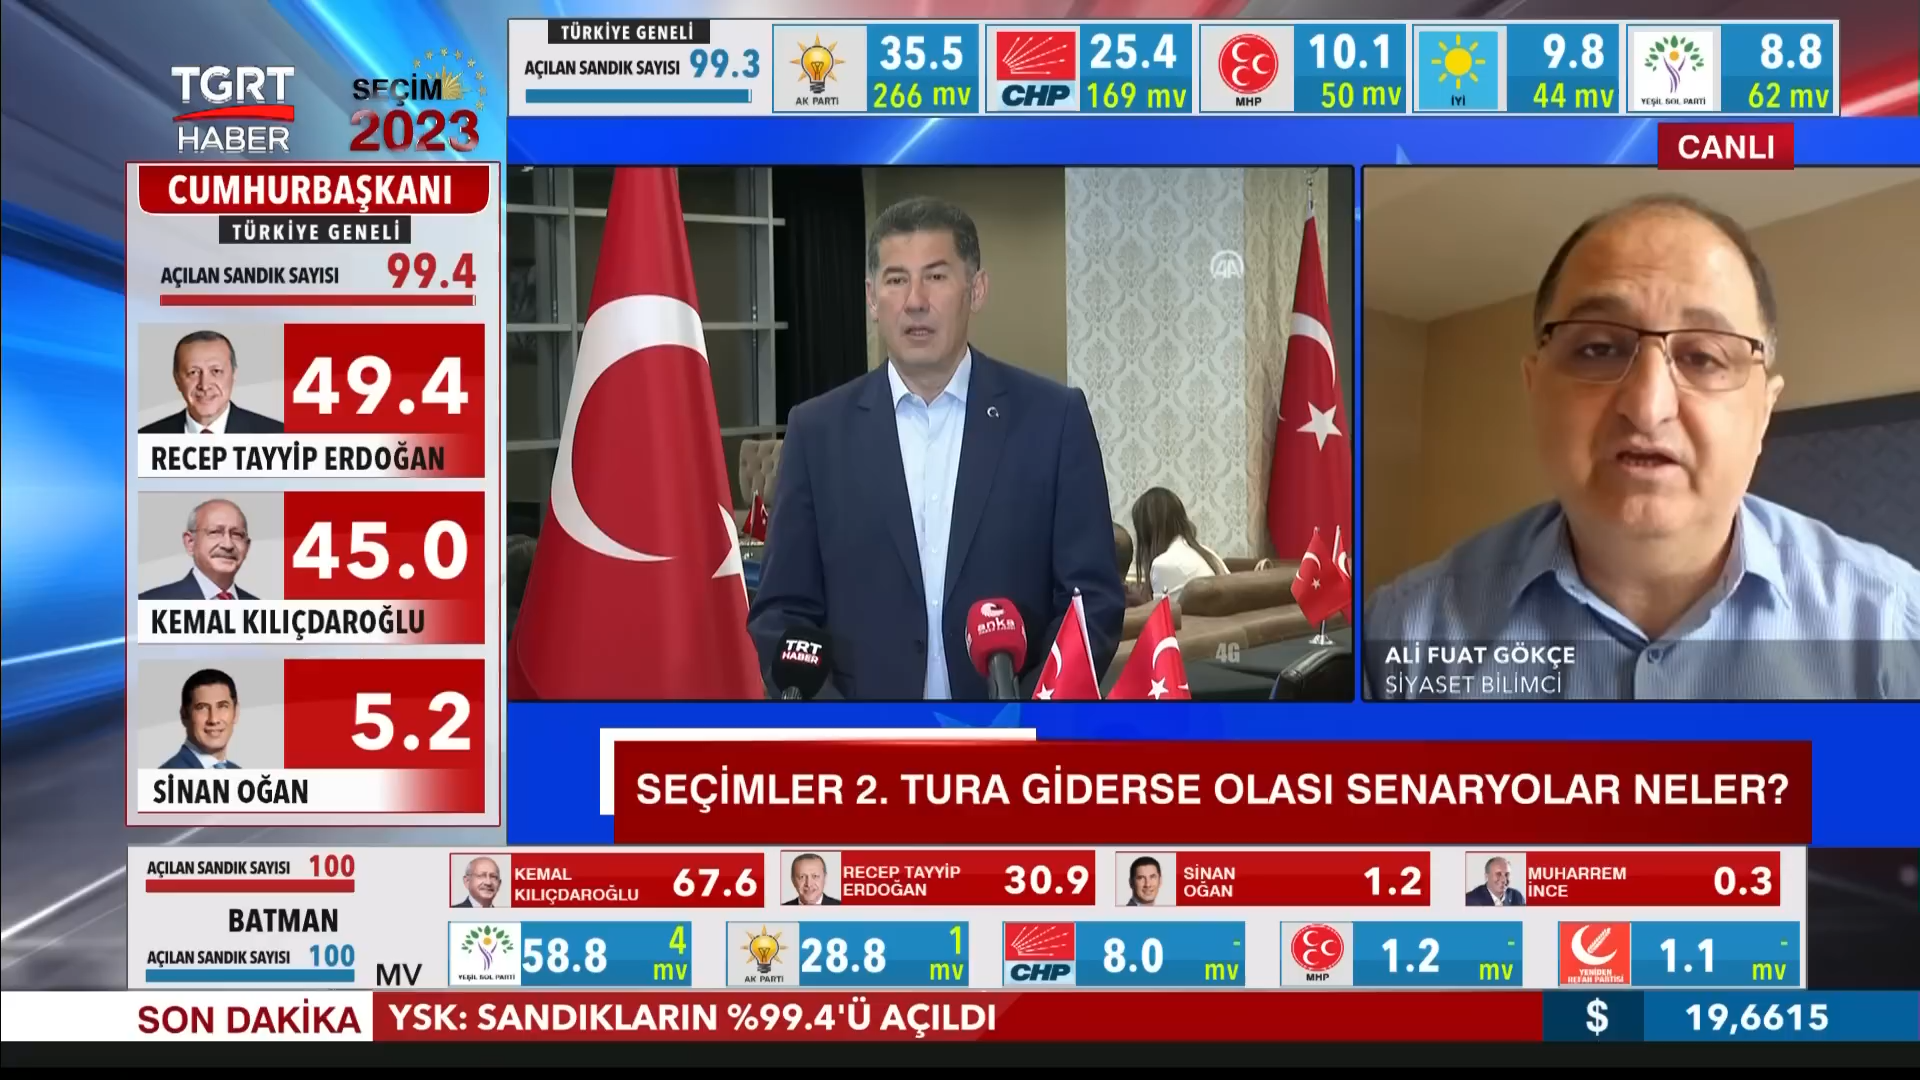 TGRT
HABER
SEÇİM
2023
TÜRKİYE GENELİ
AÇILAN SANDIK SAYISI 99.3
AK PARTİ
35.5
266 mv
CHP
25.4
169 mv
MHP
10.1
50 mv
İYİ
9.8
44 mv
YEŞİL SOL PARTİ
8.8
62 mv
CANLI
CUMHURBAŞKANI
TÜRKİYE GENELİ
AÇILAN SANDIK SAYISI 99.4
49.4
RECEP TAYYİP ERDOĞAN
45.0
KEMAL KILIÇDAROĞLU
5.2
SİNAN OĞAN
AA
TRT
HABER
anka
4G
ALİ FUAT GÖKÇE
SİYASET BİLİMCİ
SEÇİMLER 2. TURA GİDERSE OLASI SENARYOLAR NELER?
AÇILAN SANDIK SAYISI 100
BATMAN
AÇILAN SANDIK SAYISI 100
MV
KEMAL
KILIÇDAROĞLU
67.6
RECEP TAYYİP
ERDOĞAN
30.9
SİNAN
OĞAN
1.2
MUHARREM
İNCE
0.3
YEŞİL SOL PARTİ
58.8
4
mv
AK PARTİ
28.8
1
mv
CHP
8.0
-
mv
MHP
1.2
-
mv
YENİDEN
REFAH PARTİSİ
1.1
-
mv
SON DAKİKA
YSK: SANDIKLARIN %99.4'Ü AÇILDI
$ 19,6615